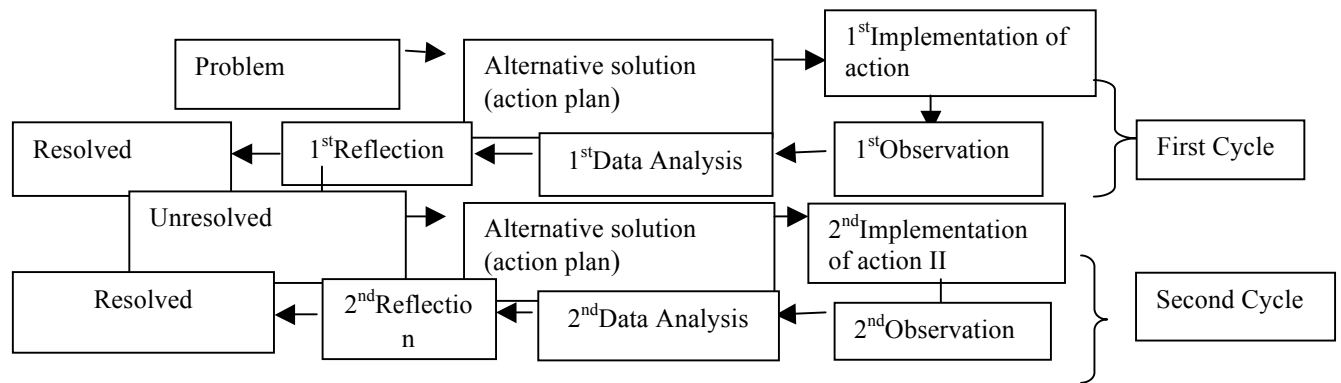 Problem
Alternative solution
(action plan)
1stImplementation of
action
Resolved
1stReflection
1stData Analysis
1stObservation
First Cycle
Unresolved
Alternative solution
(action plan)
2ndImplementation
of action II
Resolved
2ndReflectio
n
2ndData Analysis
2ndObservation
Second Cycle